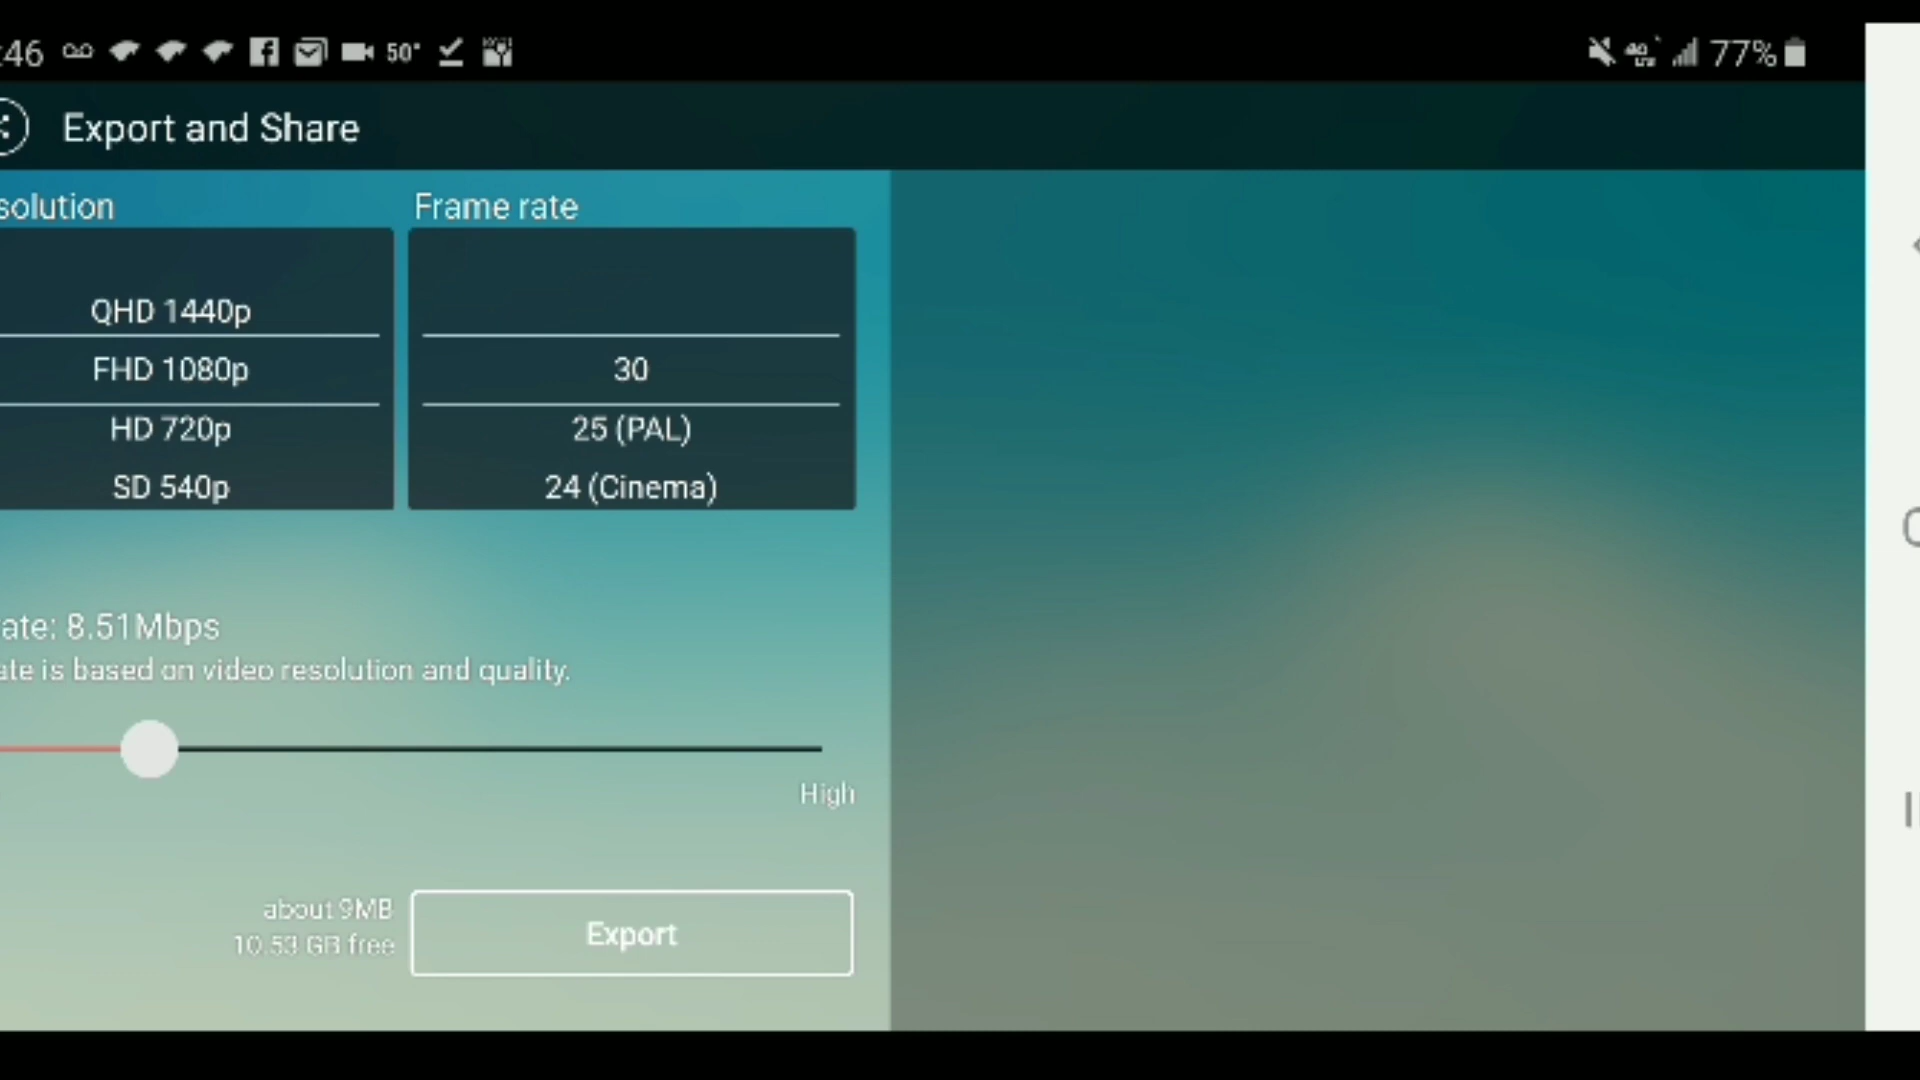 :46 50° 77%
Export and Share
solution Frame rate
QHD 1440p
FHD 1080p 30
HD 720p 25 (PAL)
SD 540p 24 (Cinema)
ate: 8.51Mbps
ate is based on video resolution and quality.
High
about 9MB
10.53 GB free
Export